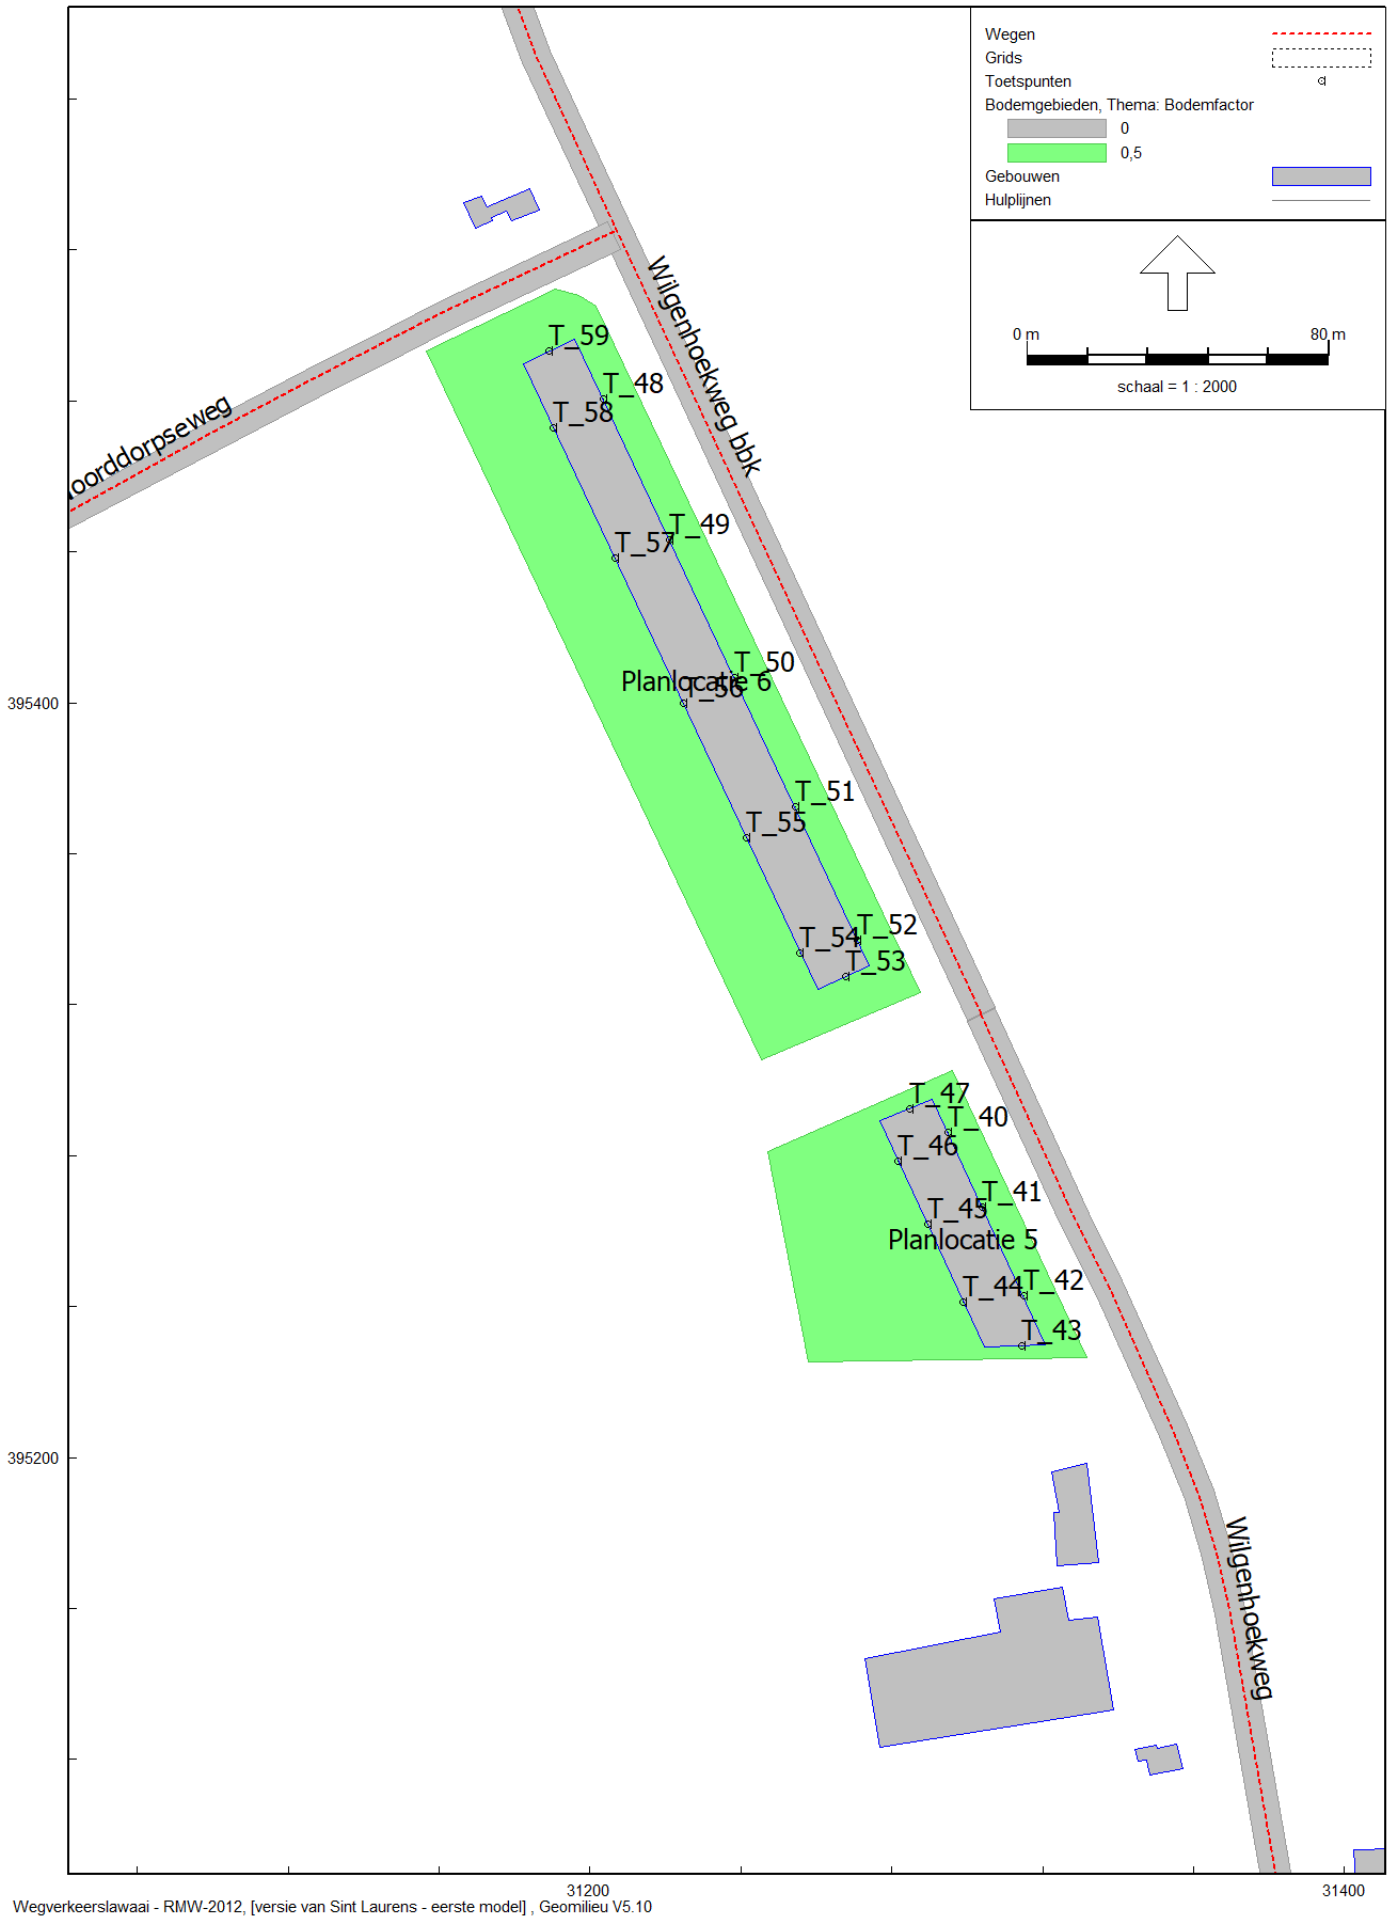 Wegen
Grids
Toetspunten
Bodemgebieden, Thema: Bodemfactor
0
0,5
Gebouwen
Hulplijnen
0 m 80 m
schaal = 1 : 2000
Wilgenhoekweg bbk
oorddorpseweg
T_59
T_48
T_58
T_49
T_57
T_50
Planlocatie 6
T_56
T_51
T_55
T_52
T_54
T_53
T_47
T_40
T_46
T_41
T_45
Planlocatie 5
T_42
T_44
T_43
Wilgenhoekweg
395400
395200
31200 31400
Wegverkeerslawaai - RMW-2012, [versie van Sint Laurens - eerste model] , Geomilieu V5.10